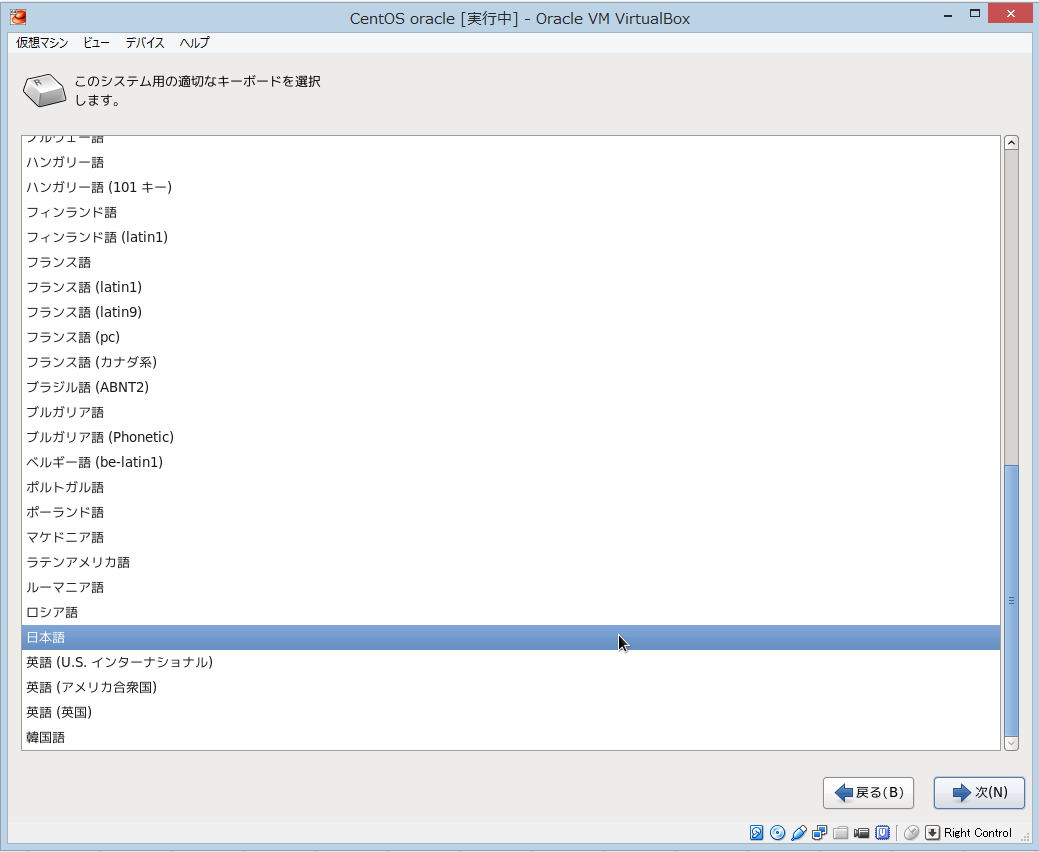 CentOS oracle [実行中] - Oracle VM VirtualBox
仮想マシン ビュー デバイス ヘルプ
このシステム用の適切なキーボードを選択
します。
ノルウェー語
ハンガリー語
ハンガリー語 (101 キー)
フィンランド語
フィンランド語 (latin1)
フランス語
フランス語 (latin1)
フランス語 (latin9)
フランス語 (pc)
フランス語 (カナダ系)
ブラジル語 (ABNT2)
ブルガリア語
ブルガリア語 (Phonetic)
ベルギー語 (be-latin1)
ポルトガル語
ポーランド語
マケドニア語
ラテンアメリカ語
ルーマニア語
ロシア語
日本語
英語 (U.S. インターナショナル)
英語 (アメリカ合衆国)
英語 (英国)
韓国語
戻る(B) 次(N)
Right Control